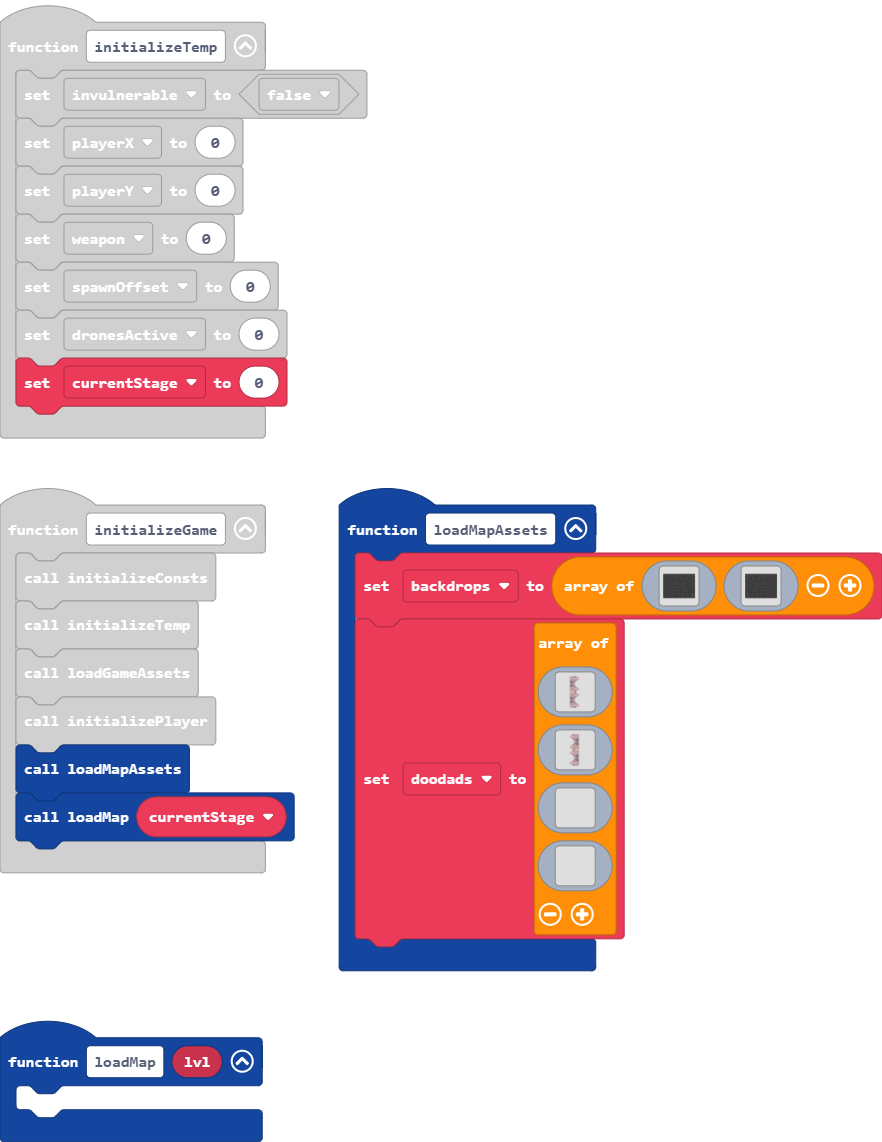 function initializeTemp
set invulnerable to false
set playerX to 0
set playerY to 0
set weapon to 0
set spawnOffset to 0
set dronesActive to 0
set currentStage to 0
function initializeGame
call initializeConsts
call initializeTemp
call loadGameAssets
call initializePlayer
call loadMapAssets
call loadMap currentStage
function loadMapAssets
set backdrops to array of
array of
set doodads to
function loadMap lvl